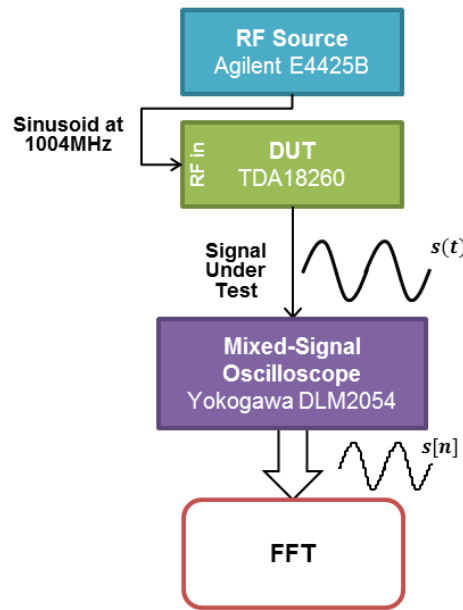 RF Source
Agilent E4425B
Sinusoid at
1004MHz
RF in
DUT
TDA18260
Signal
Under
Test
s(t)
Mixed-Signal
Oscilloscope
Yokogawa DLM2054
s[n]
FFT